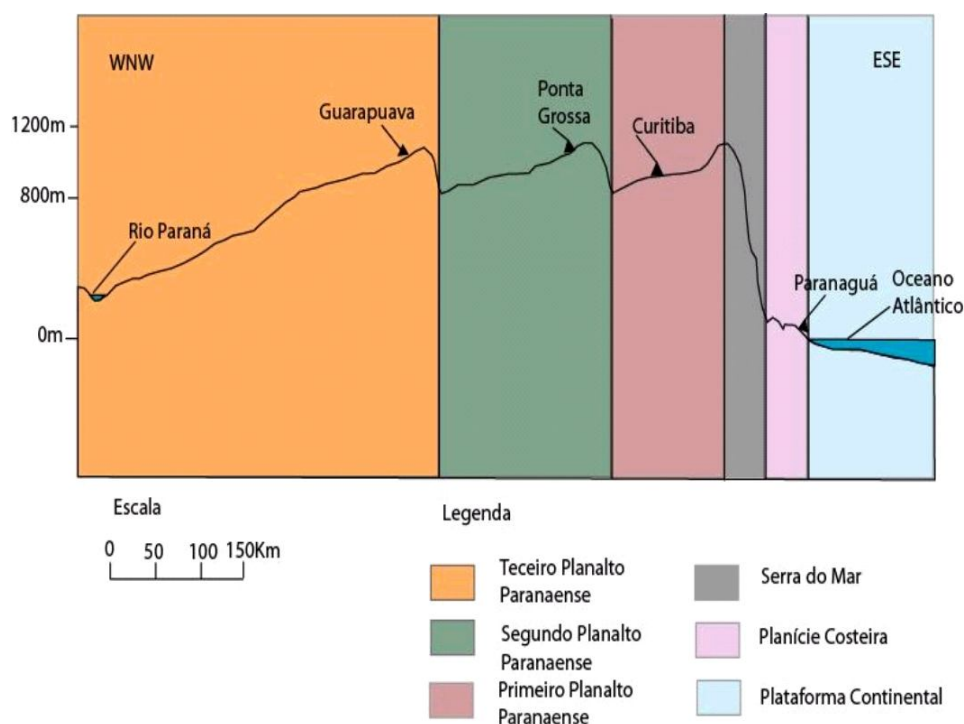 WNW
ESE
Ponta
Grossa
Guarapuava
Curitiba
1200m
800m
Rio Paraná
Paranaguá
Oceano
Atlântico
0m
Escala
0 50 100 150Km
Legenda
Teceiro Planalto
Paranaense
Segundo Planalto
Paranaense
Primeiro Planalto
Paranaense
Serra do Mar
Planície Costeira
Plataforma Continental